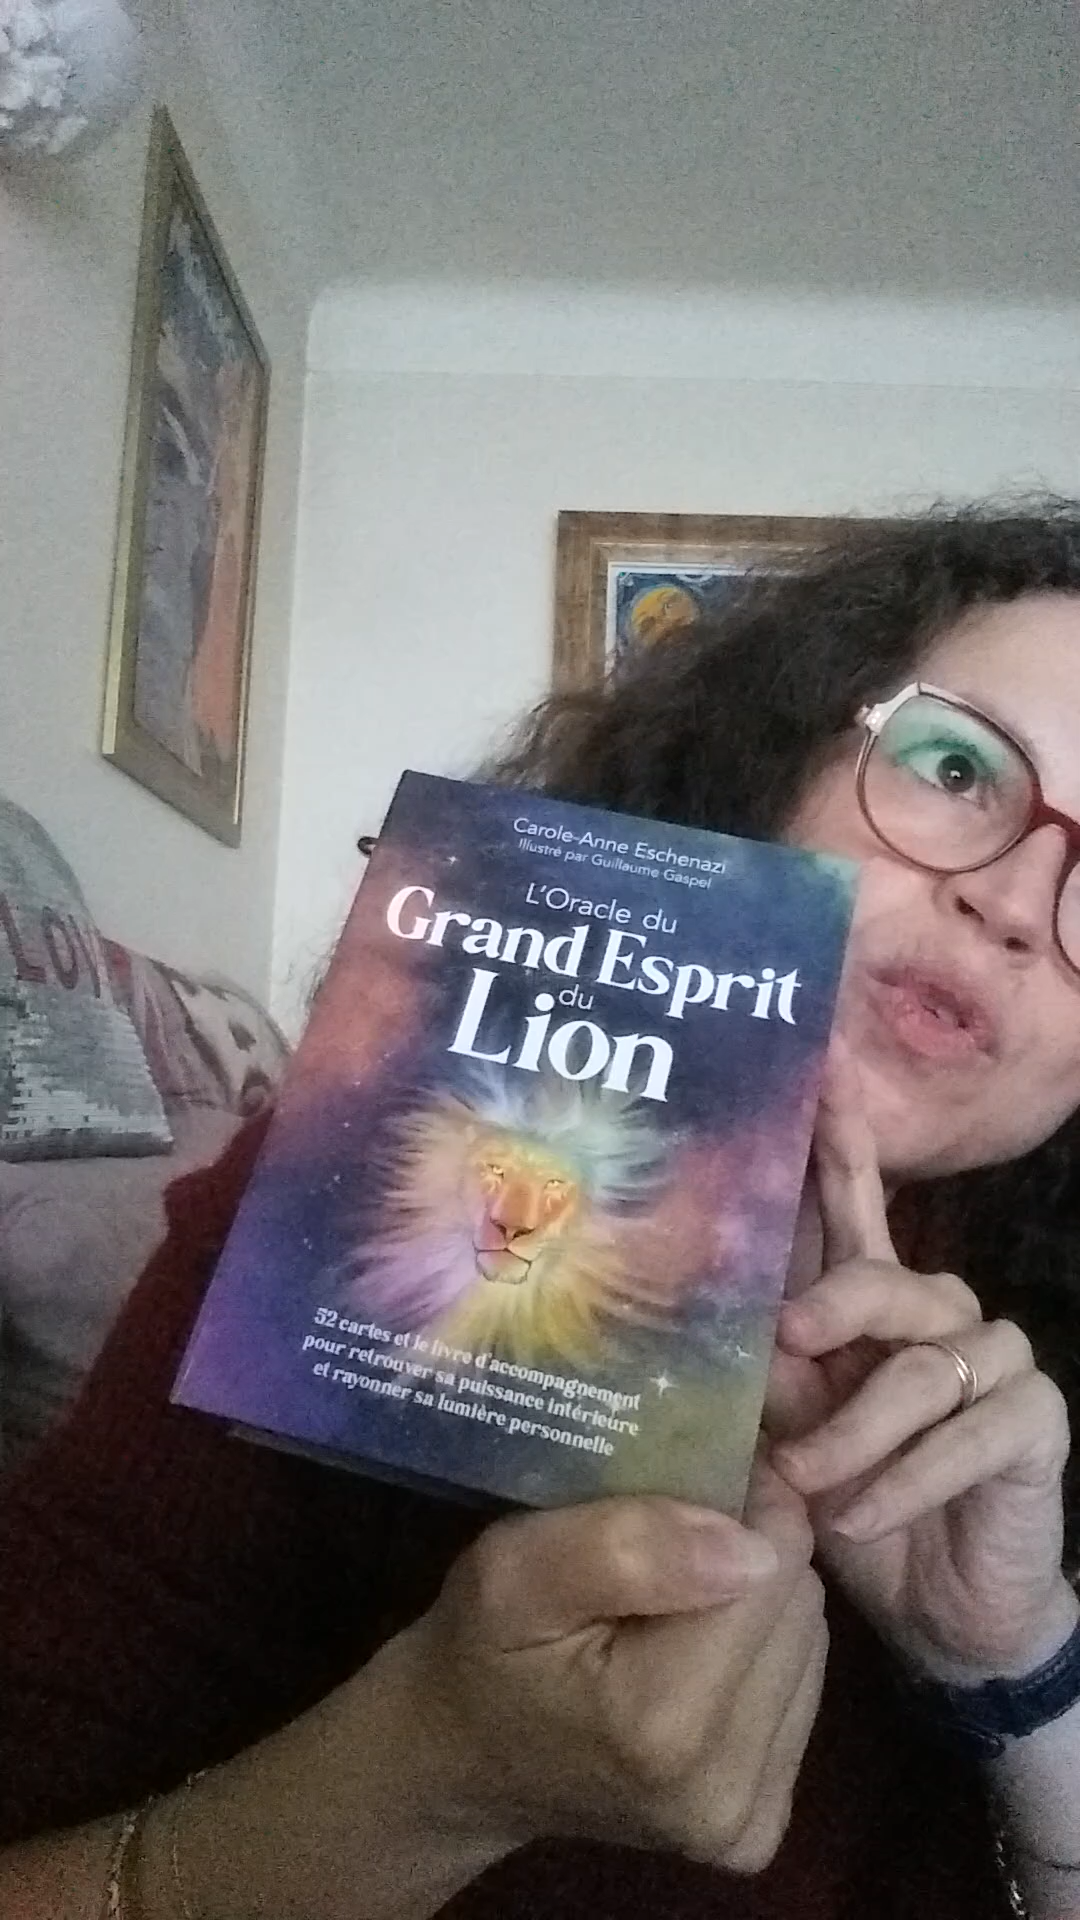 Carole-Anne Eschenazi
Illustré par Guillaume Gaspel
L'Oracle du
Grand Esprit
du
Lion
52 cartes et le livre d'accompagnement
pour retrouver sa puissance intérieure
et rayonner sa lumière personnelle